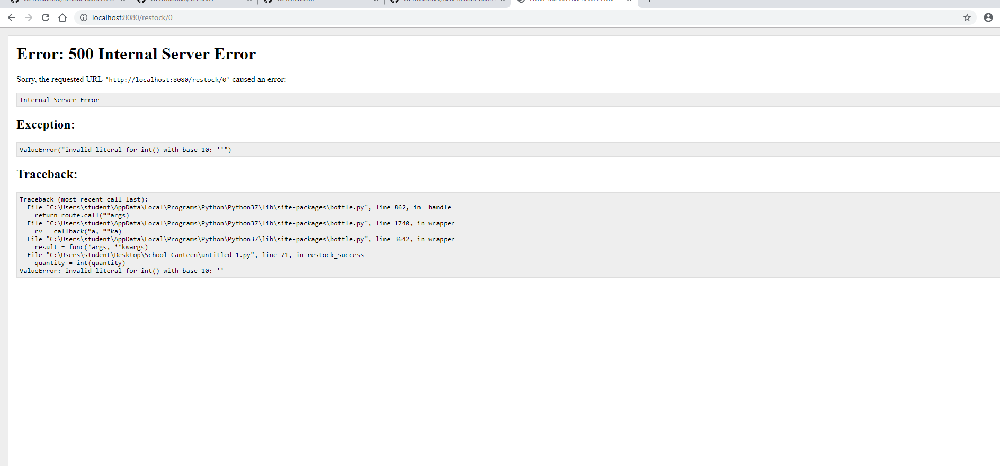 localhost:8080/restock/0
Error: 500 Internal Server Error
Sorry, the requested URL 'http://localhost:8080/restock/0' caused an error:
Internal Server Error
Exception:
ValueError("invalid literal for int() with base 10: ''")
Traceback:
Traceback (most recent call last):
  File "C:\Users\student\AppData\Local\Programs\Python\Python37\lib\site-packages\bottle.py", line 862, in _handle
    return route.call(**args)
  File "C:\Users\student\AppData\Local\Programs\Python\Python37\lib\site-packages\bottle.py", line 1740, in wrapper
    rv = callback(*a, **ka)
  File "C:\Users\student\AppData\Local\Programs\Python\Python37\lib\site-packages\bottle.py", line 3642, in wrapper
    result = func(*args, **kwargs)
  File "C:\Users\student\Desktop\School Canteen\untitled-1.py", line 71, in restock_success
    quantity = int(quantity)
ValueError: invalid literal for int() with base 10: ''